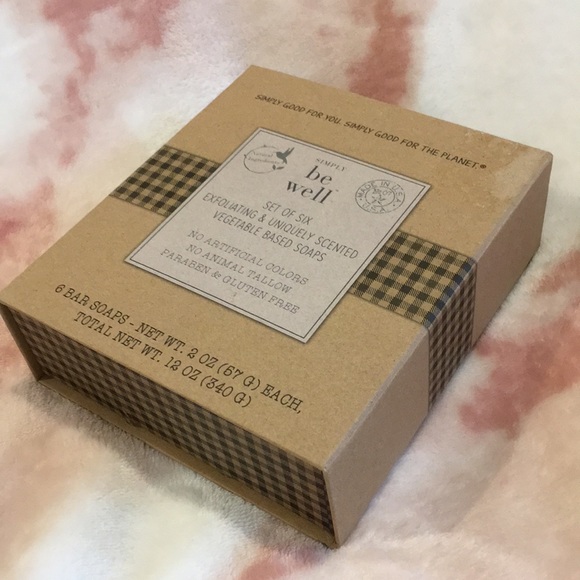 SIMPLY GOOD FOR YOU. SIMPLY GOOD FOR THE PLANET.®
SIMPLY
be
well™
MADE IN U.S.A.
U.S.A.
SET OF SIX
EXFOLIATING & UNIQUELY SCENTED
VEGETABLE BASED SOAPS
NO ARTIFICIAL COLORS
NO ANIMAL TALLOW
PARABEN & GLUTEN FREE
6 BAR SOAPS - NET WT. 2 OZ (67 G) EACH,
TOTAL NET WT. 12 OZ (340 G)